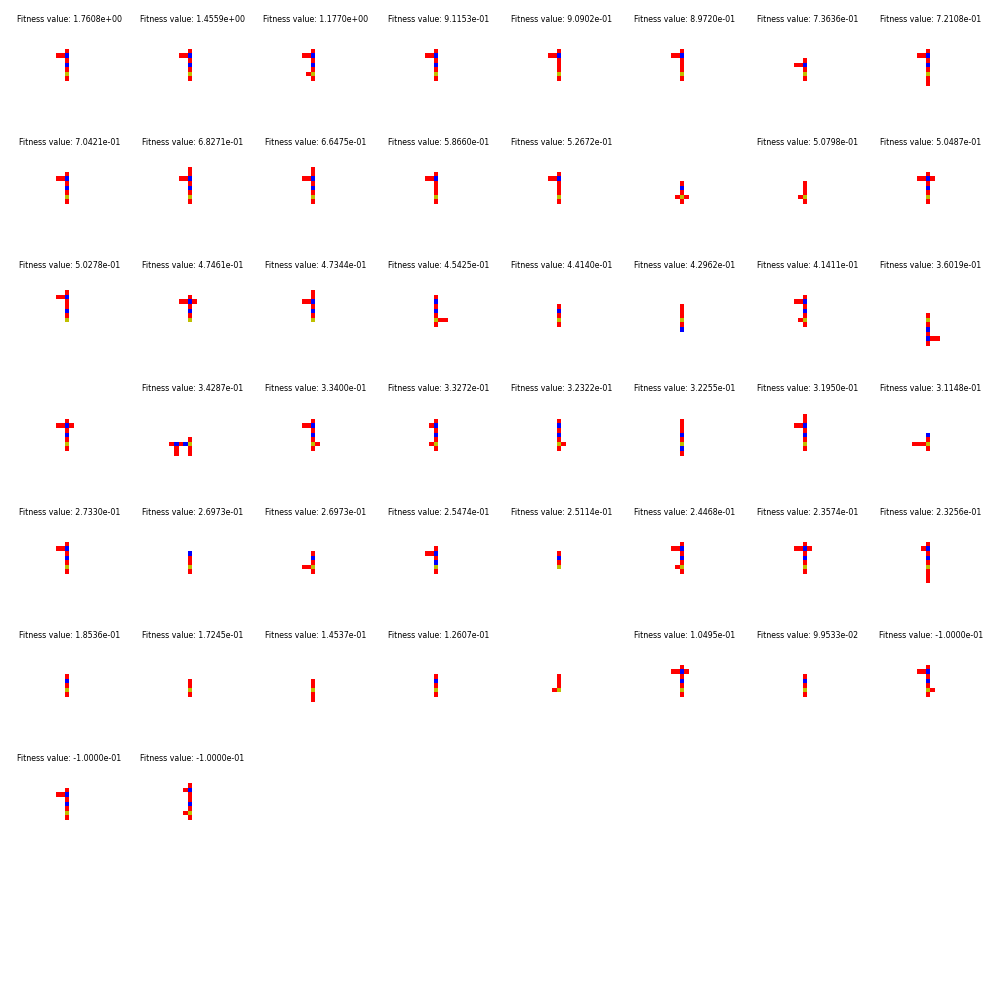 Fitness value: 1.7608e+00
Fitness value: 1.4559e+00
Fitness value: 1.1770e+00
Fitness value: 9.1153e-01
Fitness value: 9.0902e-01
Fitness value: 8.9720e-01
Fitness value: 7.3636e-01
Fitness value: 7.2108e-01
Fitness value: 7.0421e-01
Fitness value: 6.8271e-01
Fitness value: 6.6475e-01
Fitness value: 5.8660e-01
Fitness value: 5.2672e-01
Fitness value: 5.0798e-01
Fitness value: 5.0487e-01
Fitness value: 5.0278e-01
Fitness value: 4.7461e-01
Fitness value: 4.7344e-01
Fitness value: 4.5425e-01
Fitness value: 4.4140e-01
Fitness value: 4.2962e-01
Fitness value: 4.1411e-01
Fitness value: 3.6019e-01
Fitness value: 3.4287e-01
Fitness value: 3.3400e-01
Fitness value: 3.3272e-01
Fitness value: 3.2322e-01
Fitness value: 3.2255e-01
Fitness value: 3.1950e-01
Fitness value: 3.1148e-01
Fitness value: 2.7330e-01
Fitness value: 2.6973e-01
Fitness value: 2.6973e-01
Fitness value: 2.5474e-01
Fitness value: 2.5114e-01
Fitness value: 2.4468e-01
Fitness value: 2.3574e-01
Fitness value: 2.3256e-01
Fitness value: 1.8536e-01
Fitness value: 1.7245e-01
Fitness value: 1.4537e-01
Fitness value: 1.2607e-01
Fitness value: 1.0495e-01
Fitness value: 9.9533e-02
Fitness value: -1.0000e-01
Fitness value: -1.0000e-01
Fitness value: -1.0000e-01